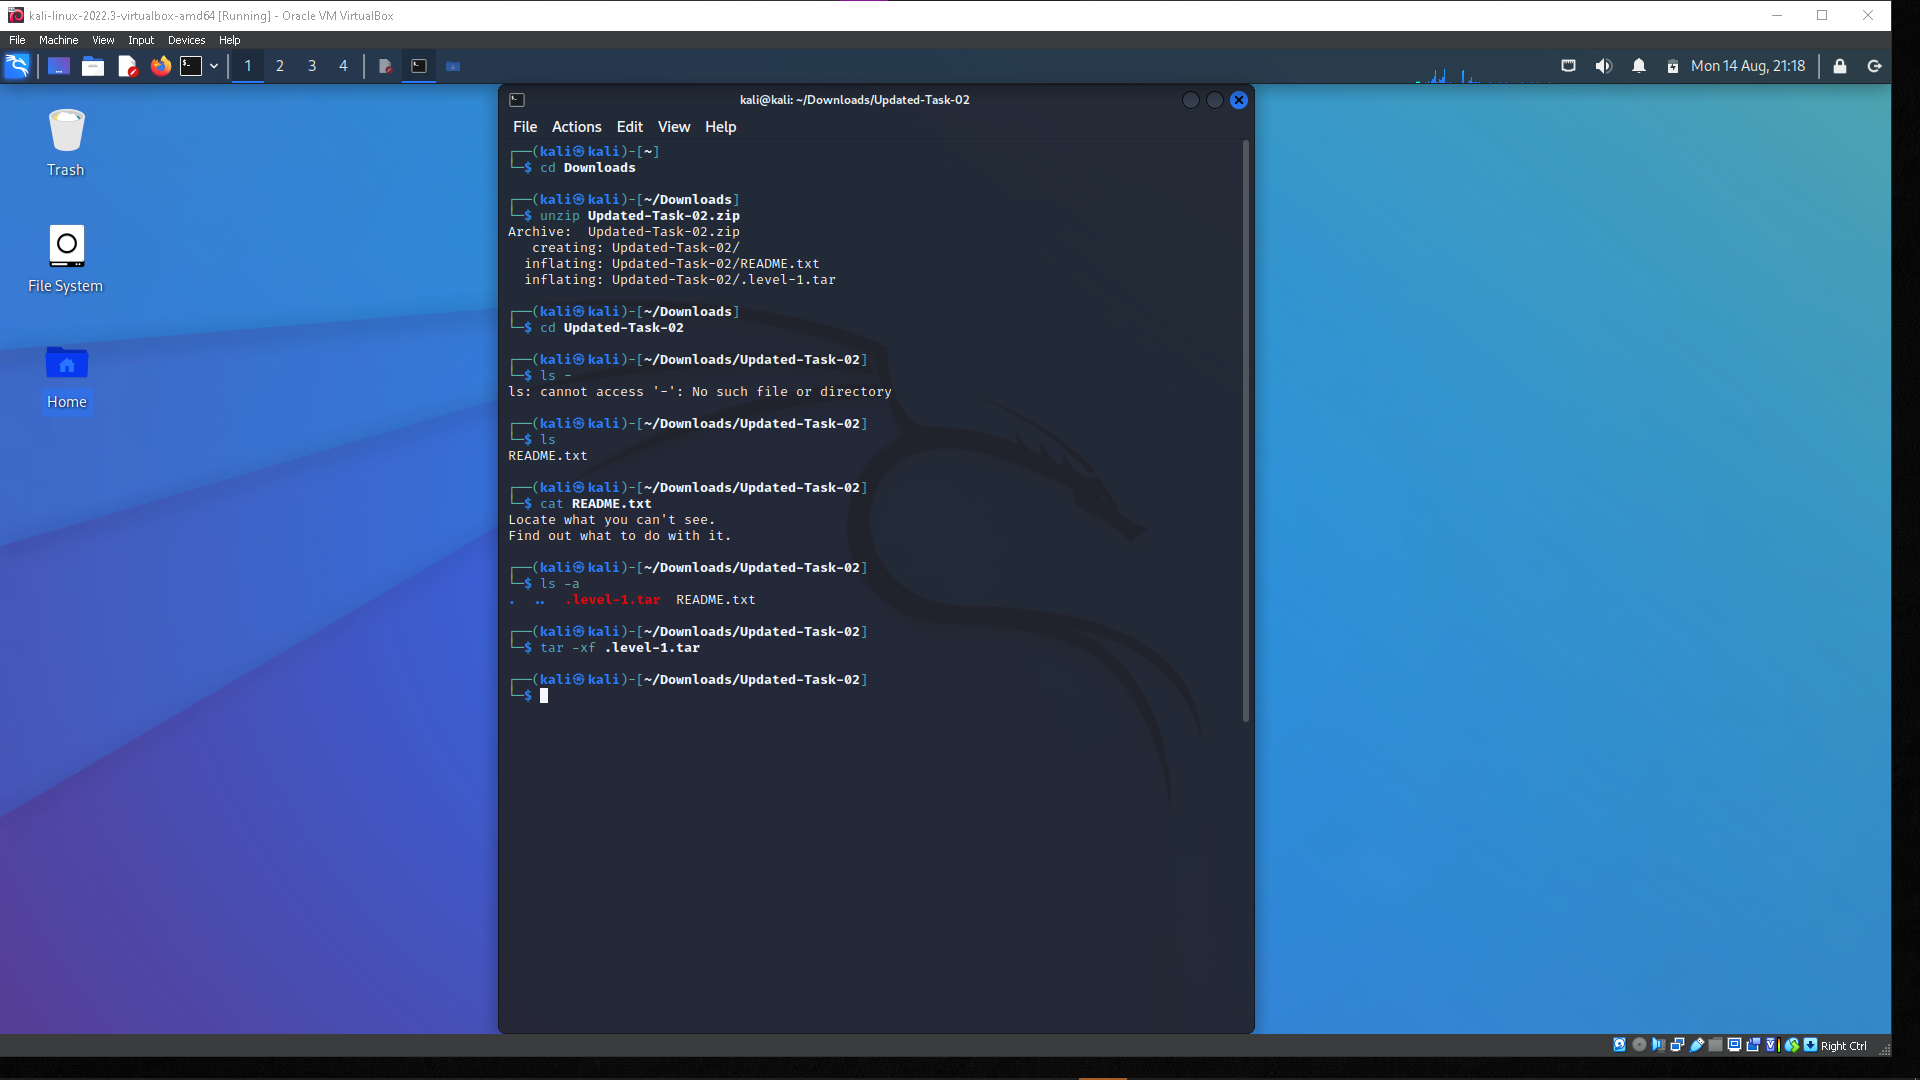 kali-linux-2022.3-virtualbox-amd64 [Running] - Oracle VM VirtualBox
File Machine View Input Devices Help
1 2 3 4 Mon 14 Aug, 21:18
Trash
File System
Home
kali@kali: ~/Downloads/Updated-Task-02
File Actions Edit View Help
┌──(kali㉿kali)-[~]
└─$ cd Downloads
┌──(kali㉿kali)-[~/Downloads]
└─$ unzip Updated-Task-02.zip
Archive:  Updated-Task-02.zip
   creating: Updated-Task-02/
  inflating: Updated-Task-02/README.txt
  inflating: Updated-Task-02/.level-1.tar
┌──(kali㉿kali)-[~/Downloads]
└─$ cd Updated-Task-02
┌──(kali㉿kali)-[~/Downloads/Updated-Task-02]
└─$ ls -
ls: cannot access '-': No such file or directory
┌──(kali㉿kali)-[~/Downloads/Updated-Task-02]
└─$ ls
README.txt
┌──(kali㉿kali)-[~/Downloads/Updated-Task-02]
└─$ cat README.txt
Locate what you can't see.
Find out what to do with it.
┌──(kali㉿kali)-[~/Downloads/Updated-Task-02]
└─$ ls -a
.  ..  .level-1.tar  README.txt
┌──(kali㉿kali)-[~/Downloads/Updated-Task-02]
└─$ tar -xf .level-1.tar
┌──(kali㉿kali)-[~/Downloads/Updated-Task-02]
└─$
Right Ctrl